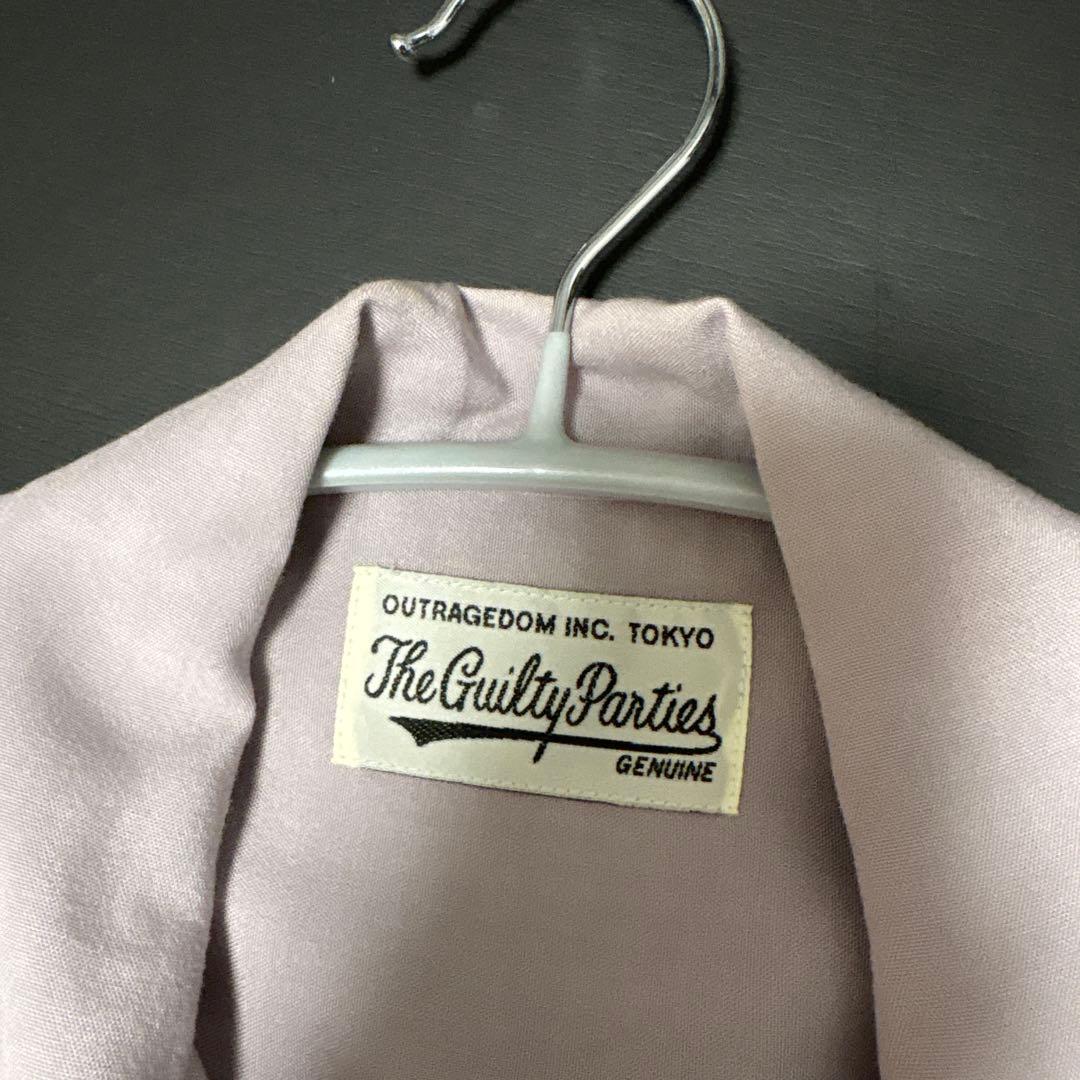 OUTRAGEDOM INC. TOKYO
The Guilty Parties
GENUINE